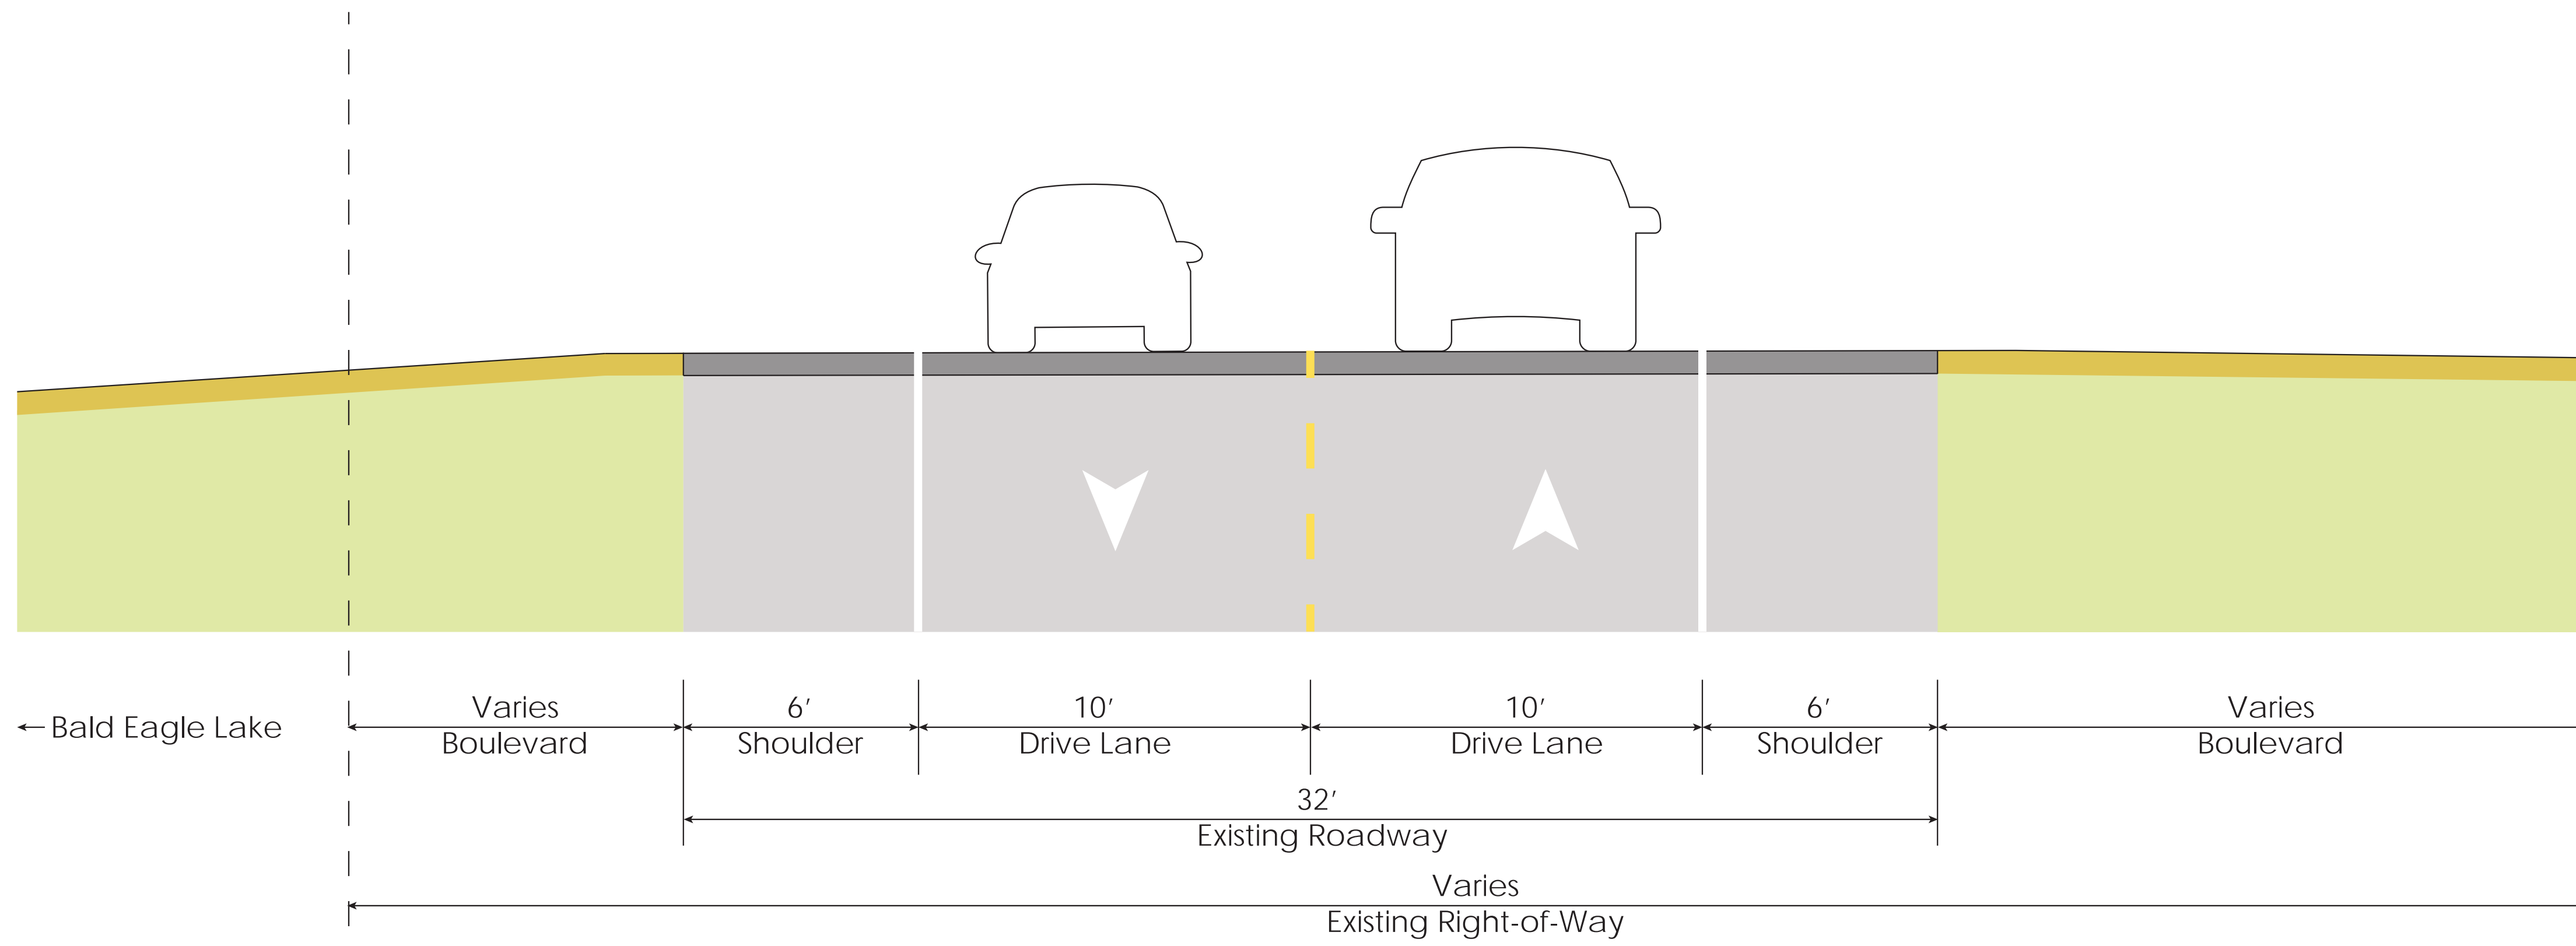 Bald Eagle Lake
Varies
Boulevard
6′
Shoulder
10′
Drive Lane
10′
Drive Lane
6′
Shoulder
Varies
Boulevard
32′
Existing Roadway
Varies
Existing Right-of-Way